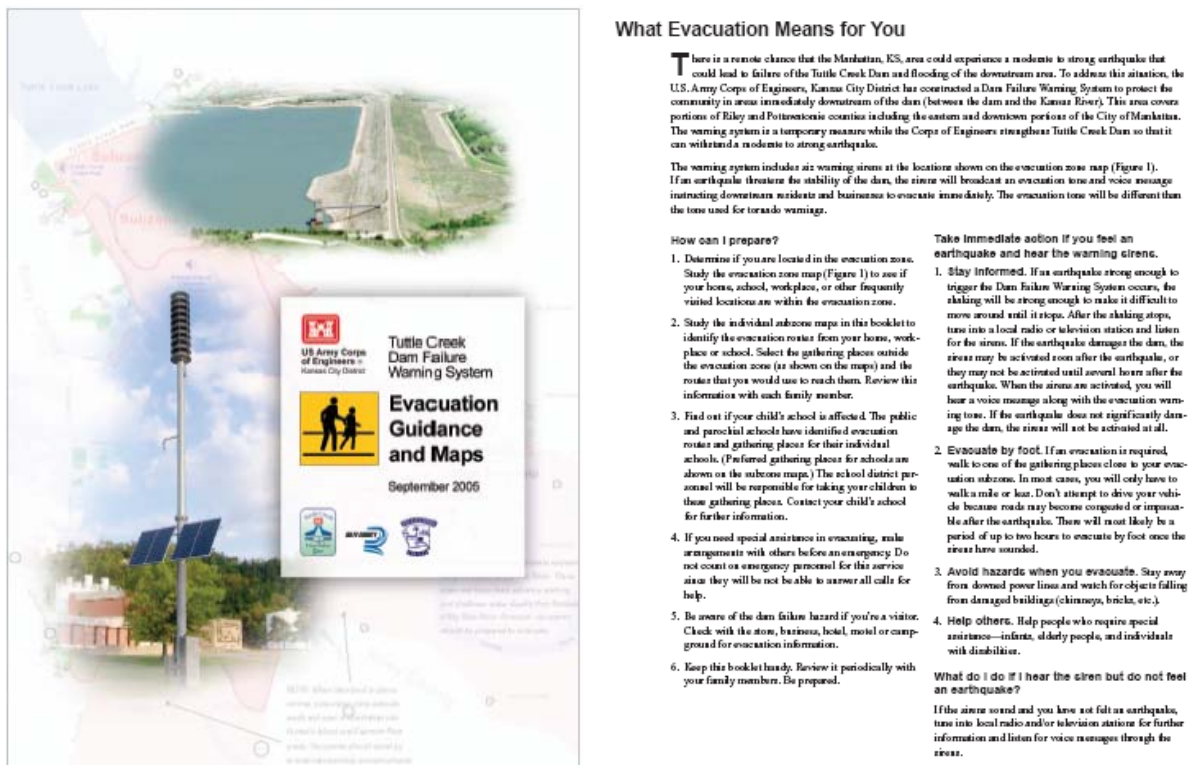 US Army Corps
of Engineers
Kansas City District
Tuttle Creek
Dam Failure
Warning System
Evacuation
Guidance
and Maps
September 2005
What Evacuation Means for You
There is a remote chance that the Manhattan, KS, area could experience a moderate to strong earthquake that
could lead to failure of the Tuttle Creek Dam and flooding of the downstream area. To address this situation, the
U.S. Army Corps of Engineers, Kansas City District has constructed a Dam Failure Warning System to protect the
community in areas immediately downstream of the dam (between the dam and the Kansas River). This area covers
portions of Riley and Pottawatomie counties including the eastern and downtown portions of the City of Manhattan.
The warning system is a temporary measure while the Corps of Engineers strengthens Tuttle Creek Dam so that it
can withstand a moderate to strong earthquake.
The warning system includes six warning sirens at the locations shown on the evacuation zone map (Figure 1).
If an earthquake threatens the stability of the dam, the sirens will broadcast an evacuation tone and voice message
instructing downstream residents and businesses to evacuate immediately. The evacuation tone will be different than
the tone used for tornado warnings.
How can I prepare?
1. Determine if you are located in the evacuation zone.
Study the evacuation zone map (Figure 1) to see if
your home, school, workplace, or other frequently
visited locations are within the evacuation zone.
2. Study the individual subzone maps in this booklet to
identify the evacuation routes from your home, work-
place or school. Select the gathering places outside
the evacuation zone (as shown on the maps) and the
routes that you would use to reach them. Review this
information with each family member.
3. Find out if your child's school is affected. The public
and parochial schools have identified evacuation
routes and gathering places for their individual
schools. (Preferred gathering places for schools are
shown on the subzone maps.) The school district per-
sonnel will be responsible for taking your children to
these gathering places. Contact your child's school
for further information.
4. If you need special assistance in evacuating, make
arrangements with others before an emergency. Do
not count on emergency personnel for this service
since they will be not be able to answer all calls for
help.
5. Be aware of the dam failure hazard if you're a visitor.
Check with the store, business, hotel, motel or camp-
ground for evacuation information.
6. Keep this booklet handy. Review it periodically with
your family members. Be prepared.
Take immediate action if you feel an
earthquake and hear the warning sirens.
1. Stay informed. If an earthquake strong enough to
trigger the Dam Failure Warning System occurs, the
shaking will be strong enough to make it difficult to
move around until it stops. After the shaking stops,
tune into a local radio or television station and listen
for the sirens. If the earthquake damages the dam, the
sirens may be activated soon after the earthquake, or
they may not be activated until several hours after the
earthquake. When the sirens are activated, you will
hear a voice message along with the evacuation warn-
ing tone. If the earthquake does not significantly dam-
age the dam, the sirens will not be activated at all.
2. Evacuate by foot. If an evacuation is required,
walk to one of the gathering places close to your evac-
uation subzone. In most cases, you will only have to
walk a mile or less. Don't attempt to drive your vehi-
cle because roads may become congested or impassa-
ble after the earthquake. There will most likely be a
period of up to two hours to evacuate by foot once the
sirens have sounded.
3. Avoid hazards when you evacuate. Stay away
from downed power lines and watch for objects falling
from damaged buildings (chimneys, bricks, etc.).
4. Help others. Help people who require special
assistance—infants, elderly people, and individuals
with disabilities.
What do I do if I hear the siren but do not feel
an earthquake?
If the sirens sound and you have not felt an earthquake,
tune into local radio and/or television stations for further
information and listen for voice messages through the
sirens.